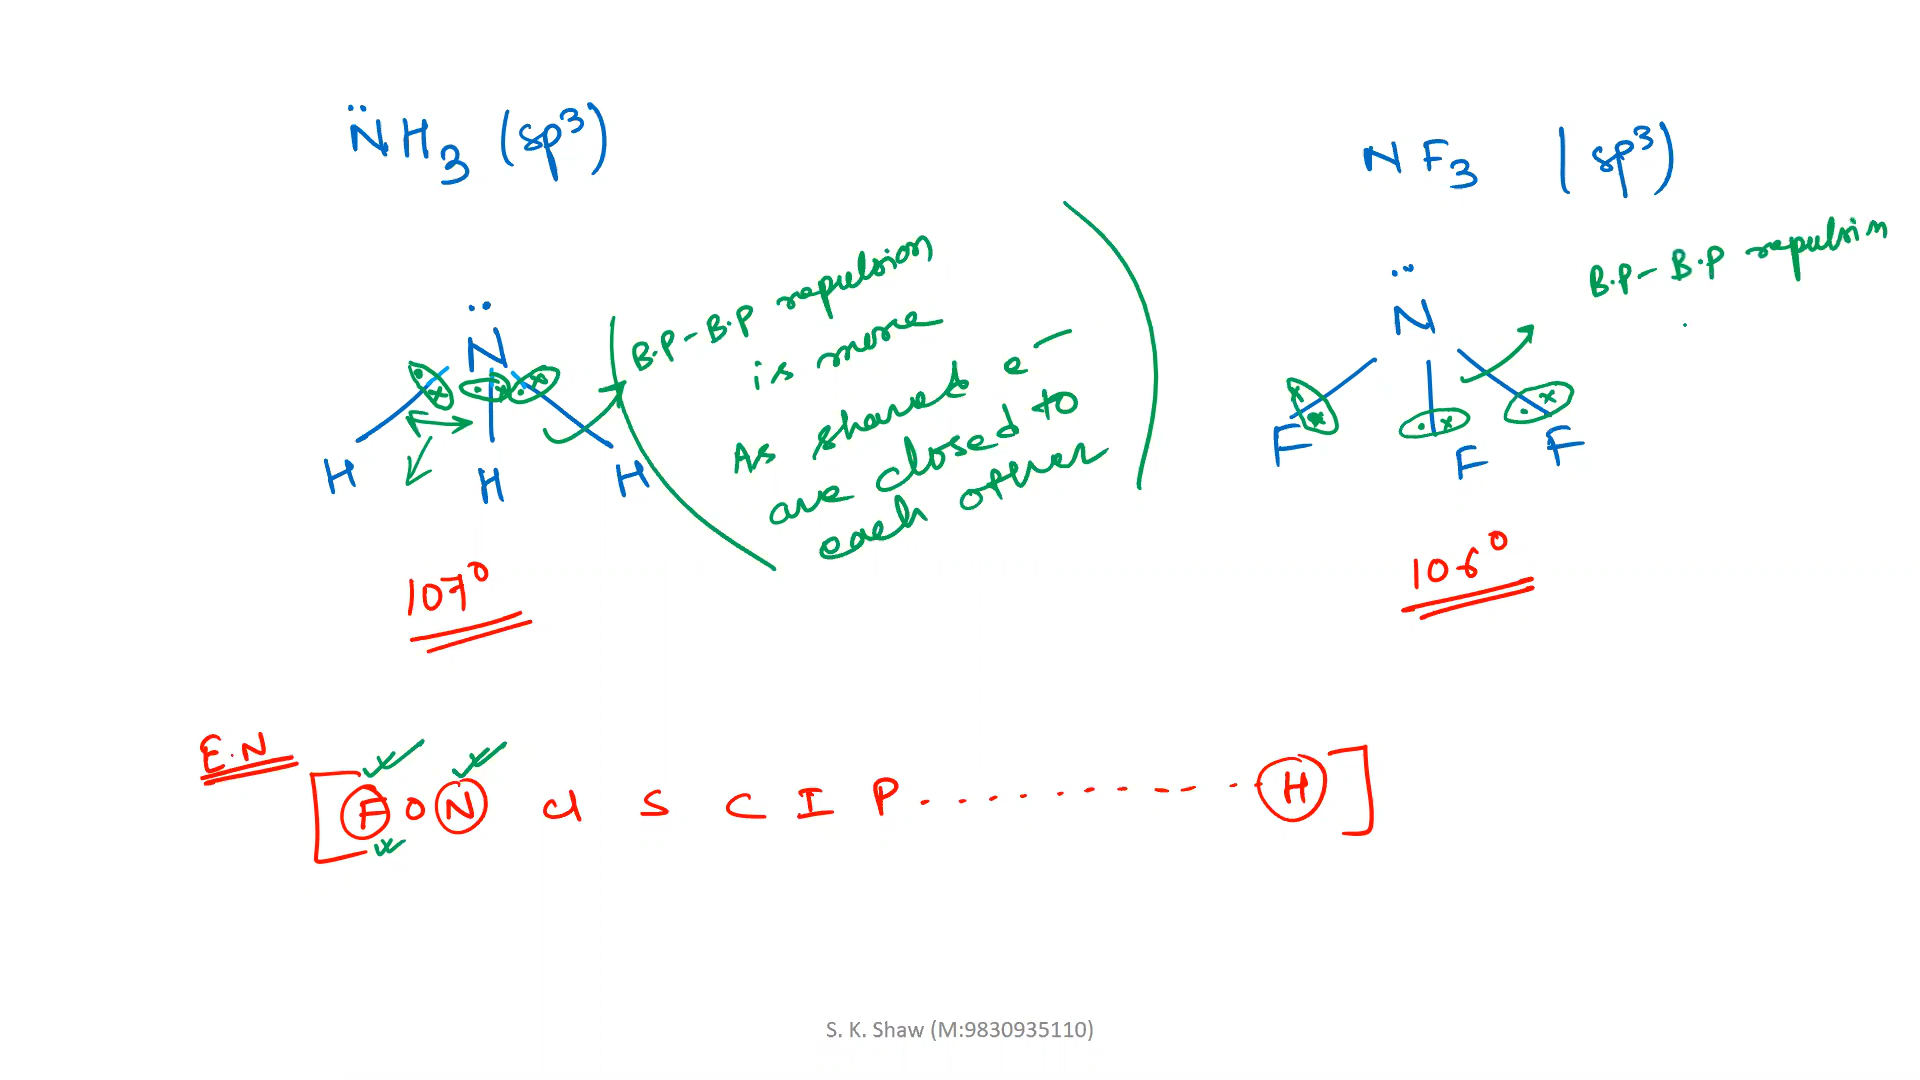 N̈H₃ (sp³)
NF₃ (sp³)
B.P-B.P repulsion
is more
As shared e⁻
are closed to
each other
B.P-B.P repulsion
N
H H H
107°
N
F F F
106°
E.N
[F O N Cl S C I P ............ H]
S. K. Shaw (M:9830935110)